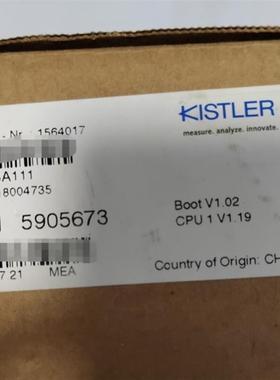 KISTLER
measure. analyze. innovate.
- Nr.: 1564017
A111
18004735
5905673
Boot V1.02
CPU 1 V1.19
7.21 MEA
Country of Origin: CH